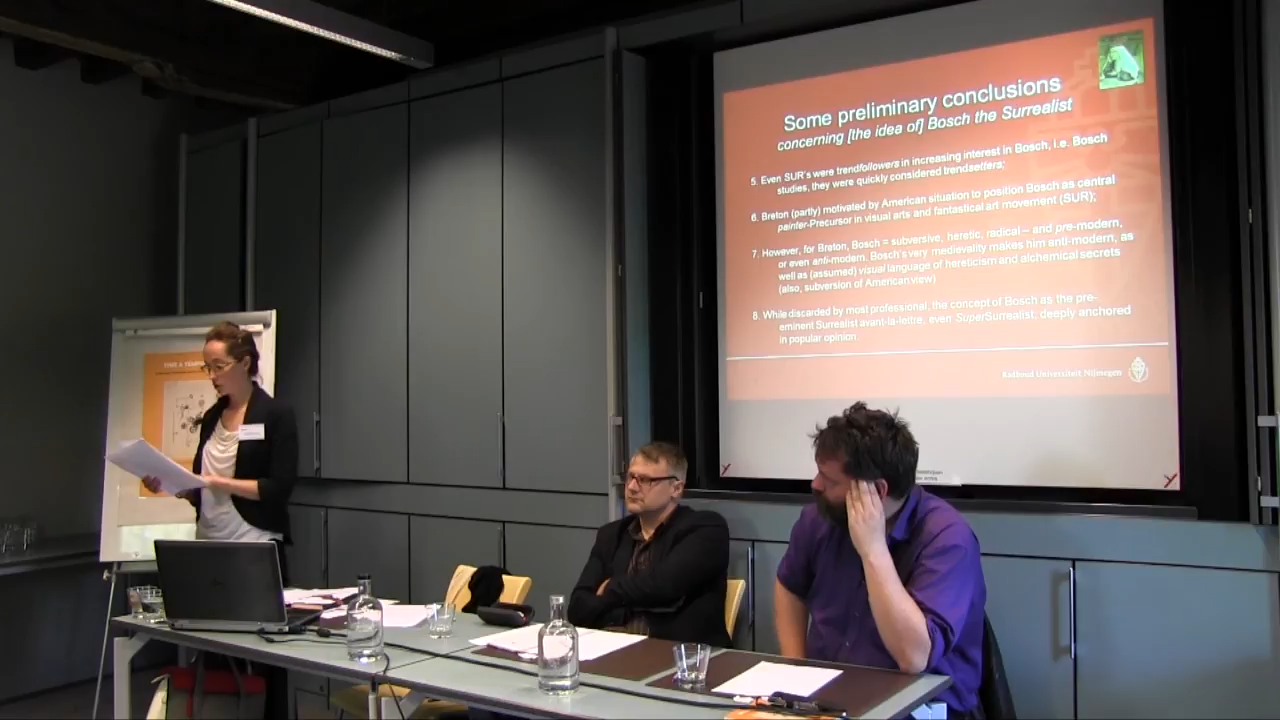 Some preliminary conclusions
concerning [the idea of] Bosch the Surrealist
5. Even SUR's were trendfollowers in increasing interest in Bosch, i.e. Bosch
studies, they were quickly considered trendsetters;
6. Breton (partly) motivated by American situation to position Bosch as central
painter-Precursor in visual arts and fantastical art movement (SUR);
7. However, for Breton, Bosch = subversive, heretic, radical – and pre-modern,
or even anti-modern. Bosch's very medievality makes him anti-modern, as
well as (assumed) visual language of hereticism and alchemical secrets
(also, subversion of American view)
8. While discarded by most professional, the concept of Bosch as the pre-
eminent Surrealist avant-la-lettre, even SuperSurrealist, deeply anchored
in popular opinion.
Radboud Universiteit Nijmegen